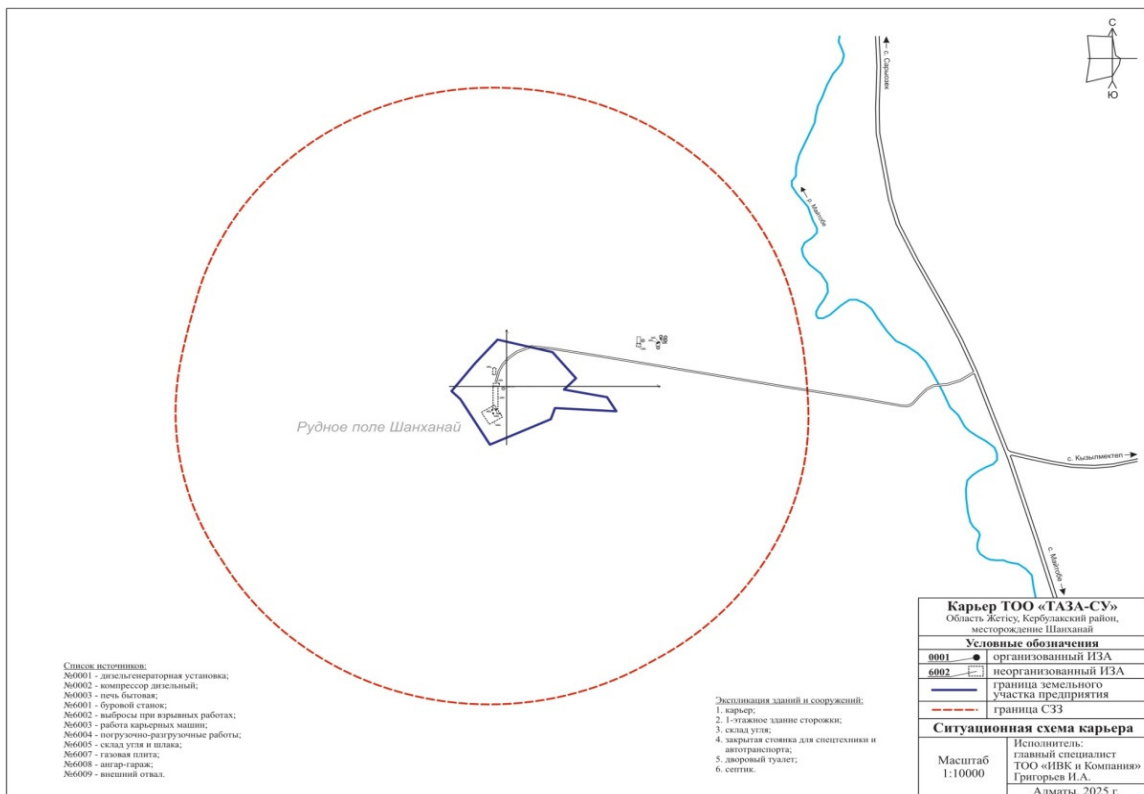 С
Ю
с. Сарыозек
р. Майтобе
Рудное поле Шанханай
с. Кызылжектеп
с. Майтобе
Список источников:
№0001 - дизельгенераторная установка;
№0002 - компрессор дизельный;
№0003 - печь бытовая;
№6001 - буровой станок;
№6002 - выбросы при взрывных работах;
№6003 - работа карьерных машин;
№6004 - погрузочно-разгрузочные работы;
№6005 - склад угля и шлака;
№6007 - газовая плита;
№6008 - ангар-гараж;
№6009 - внешний отвал.
Экспликация зданий и сооружений:
1. карьер;
2. 1-этажное здание сторожки;
3. склад угля;
4. закрытая стоянка для спецтехники и
автотранспорта;
5. дворовый туалет;
6. септик.
Карьер ТОО «ТАЗА-СУ»
Область Жетісу, Кербулакский район,
месторождение Шанханай
Условные обозначения
0001 организованный ИЗА
6002 неорганизованный ИЗА
граница земельного
участка предприятия
граница СЗЗ
Ситуационная схема карьера
Масштаб
1:10000
Исполнитель:
главный специалист
ТОО «ИВК и Компания»
Григорьев И.А.
Алматы, 2025 г.